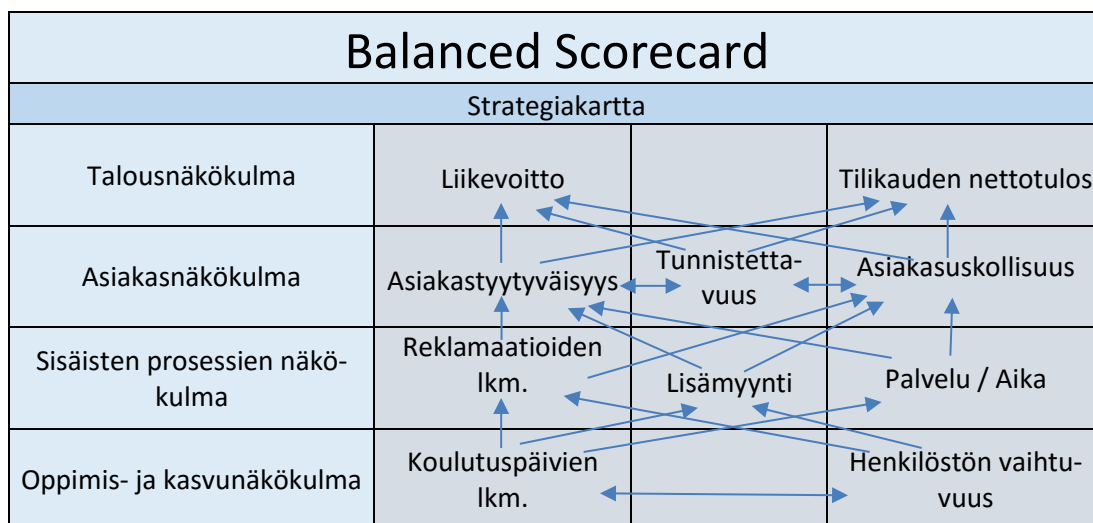 Balanced Scorecard
Strategiakartta
Talousnäkökulma
Liikevoitto
Tilikauden nettotulos
Asiakasnäkökulma
Asiakastyytyväisyys
Tunnistetta-
vuus
Asiakasuskollisuus
Sisäisten prosessien näkö-
kulma
Reklamaatioiden
lkm.
Lisämyynti
Palvelu / Aika
Oppimis- ja kasvunäkökulma
Koulutuspäivien
lkm.
Henkilöstön vaihtu-
vuus